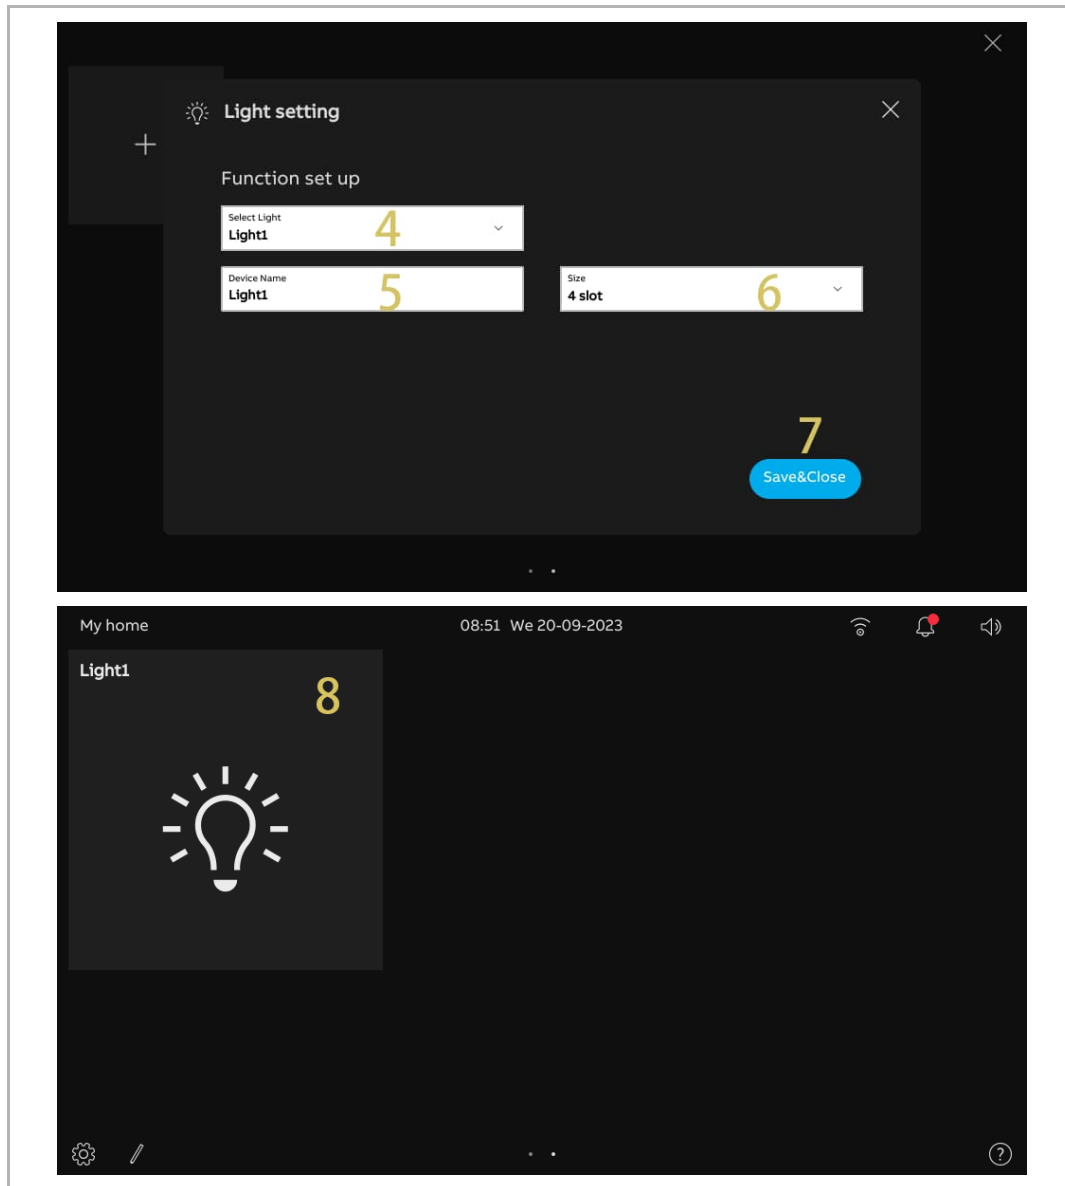 Light setting
Function set up
Select Light
Light1
4
Device Name
Light1
5
Size
4 slot
6
7
Save&Close
My home
08:51 We 20-09-2023
Light1
8
?